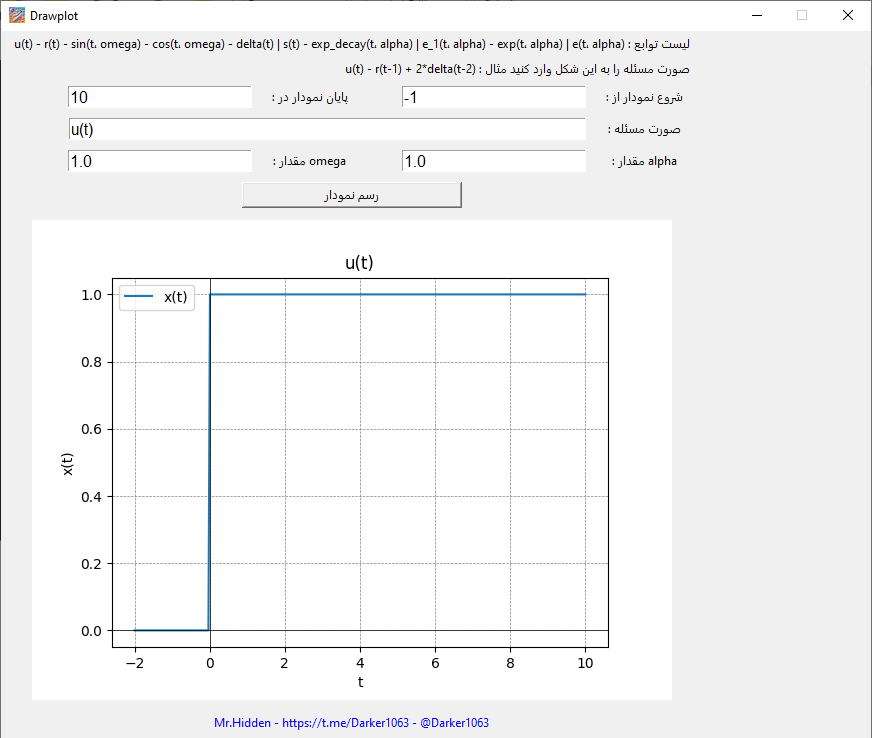 Drawplot
لیست توابع : u(t) - r(t) - sin(t، omega) - cos(t، omega) - delta(t) | s(t) - exp_decay(t، alpha) | e_1(t، alpha) - exp(t، alpha) | e(t، alpha)
صورت مسئله را به این شکل وارد کنید مثال : u(t) - r(t-1) + 2*delta(t-2)
شروع نمودار از : -1 پایان نمودار در : 10
صورت مسئله : u(t)
مقدار alpha : 1.0 مقدار omega : 1.0
رسم نمودار
u(t)
x(t)
1.0
0.8
0.6
0.4
0.2
0.0
x(t)
−2 0 2 4 6 8 10
t
Mr.Hidden - https://t.me/Darker1063 - @Darker1063